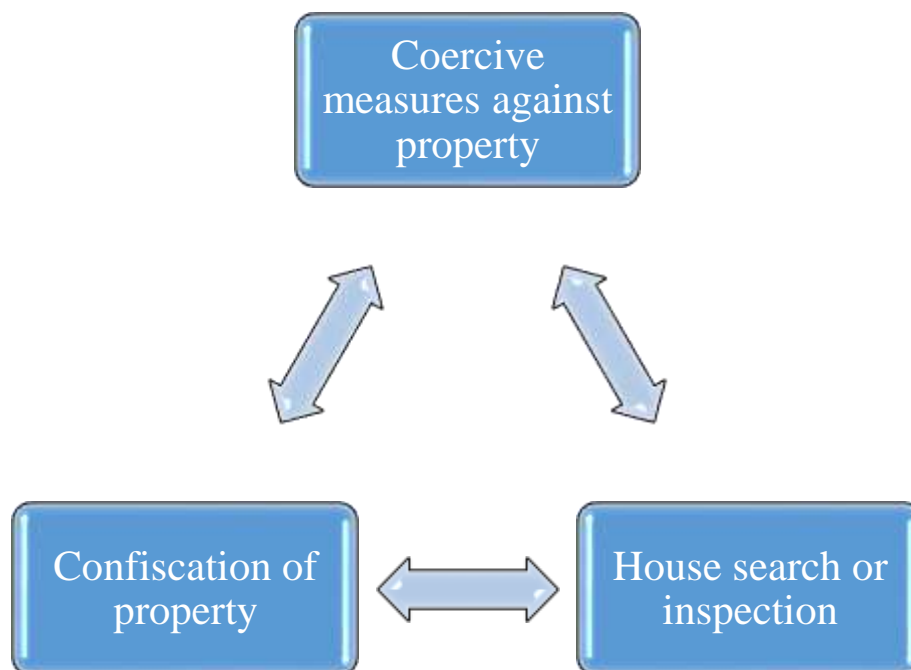 Coercive
measures against
property
Confiscation of
property
House search or
inspection